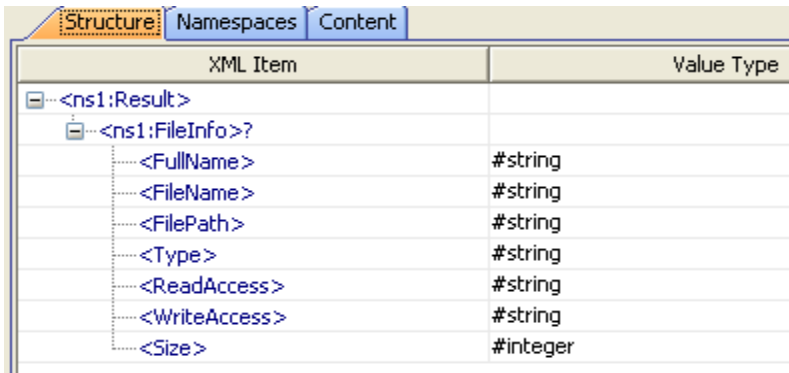 Structure Namespaces Content
XML Item Value Type
<ns1:Result>
<ns1:FileInfo>?
<FullName> #string
<FileName> #string
<FilePath> #string
<Type> #string
<ReadAccess> #string
<WriteAccess> #string
<Size> #integer